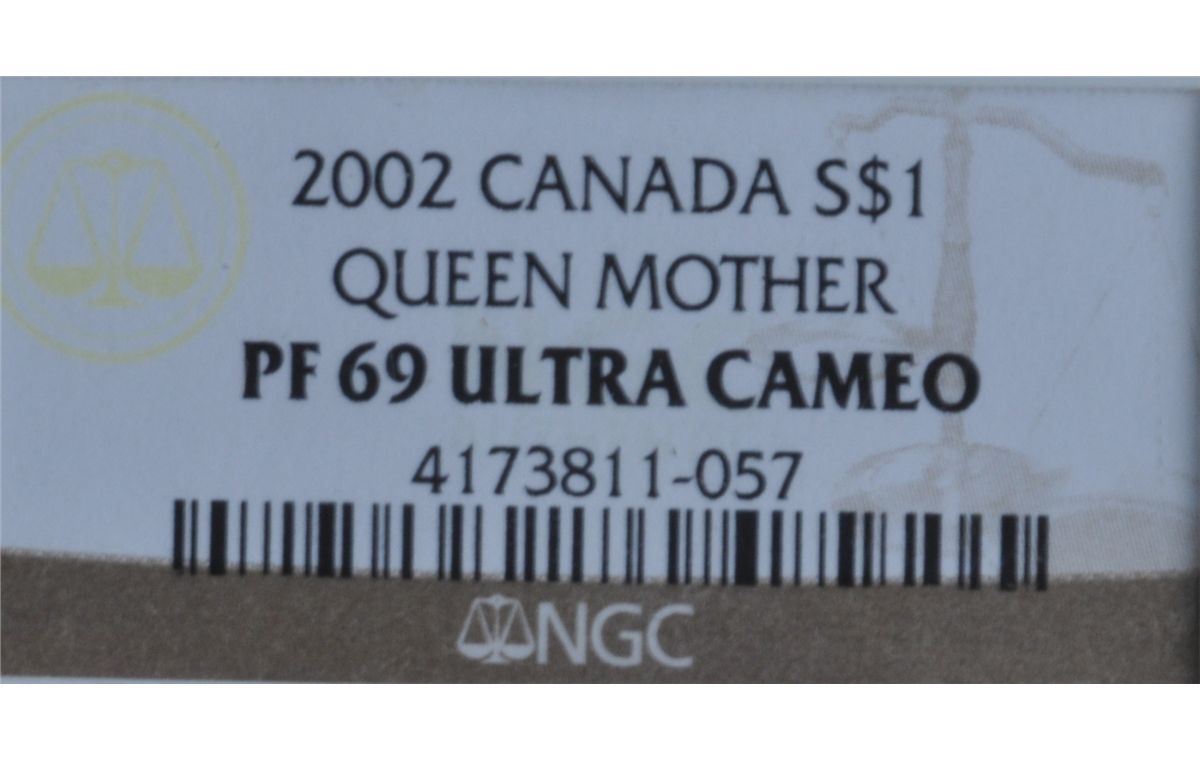 2002 CANADA S$1
QUEEN MOTHER
PF 69 ULTRA CAMEO
4173811-057
NGC